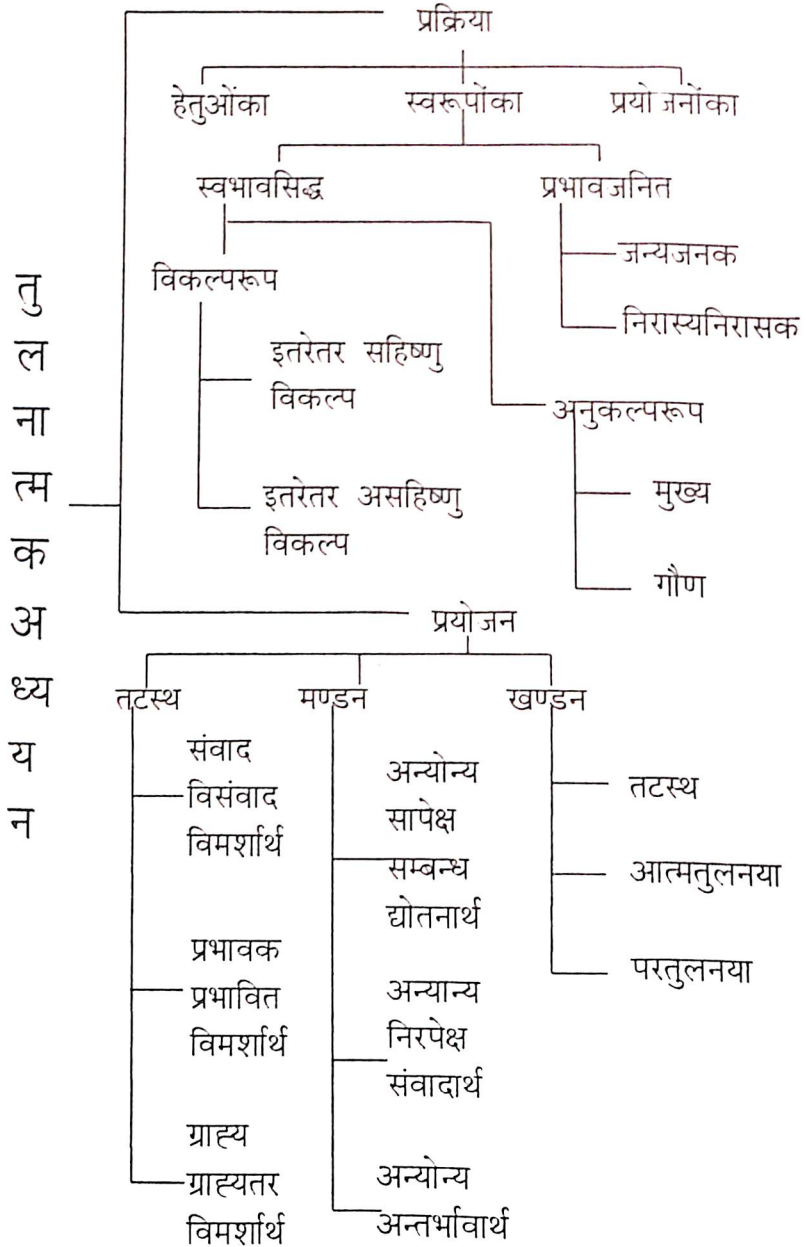 तुलनात्मक अध्ययन
प्रक्रिया
हेतुओंका स्वरूपोंका प्रयोजनोंका
स्वभावसिद्ध प्रभावजनित
जन्यजनक
निरास्यनिरासक
विकल्परूप
इतरेतर सहिष्णु
विकल्प
इतरेतर असहिष्णु
विकल्प
अनुकल्परूप
मुख्य
गौण
प्रयोजन
तटस्थ मण्डन खण्डन
संवाद
विसंवाद
विमर्शार्थ
प्रभावक
प्रभावित
विमर्शार्थ
ग्राह्य
ग्राह्यतर
विमर्शार्थ
अन्योन्य
सापेक्ष
सम्बन्ध
द्योतनार्थ
अन्यान्य
निरपेक्ष
संवादार्थ
अन्योन्य
अन्तर्भावार्थ
तटस्थ
आत्मतुलनया
परतुलनया